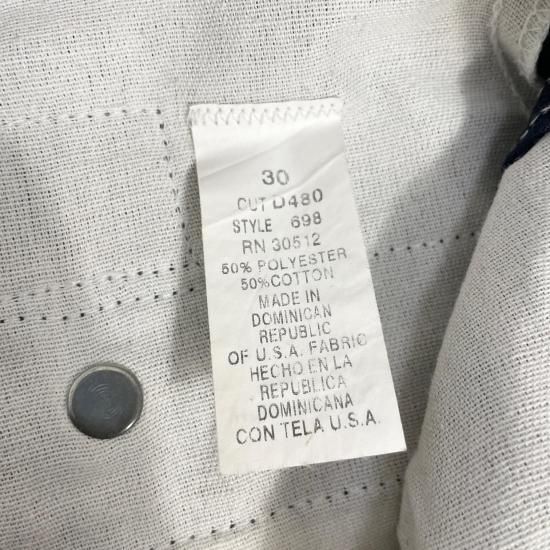 30
CUT D480
STYLE 698
RN 30512
50% POLYESTER
50% COTTON
MADE IN
DOMINICAN
REPUBLIC
OF U.S.A. FABRIC
HECHO EN LA
REPUBLICA
DOMINICANA
CON TELA U.S.A.